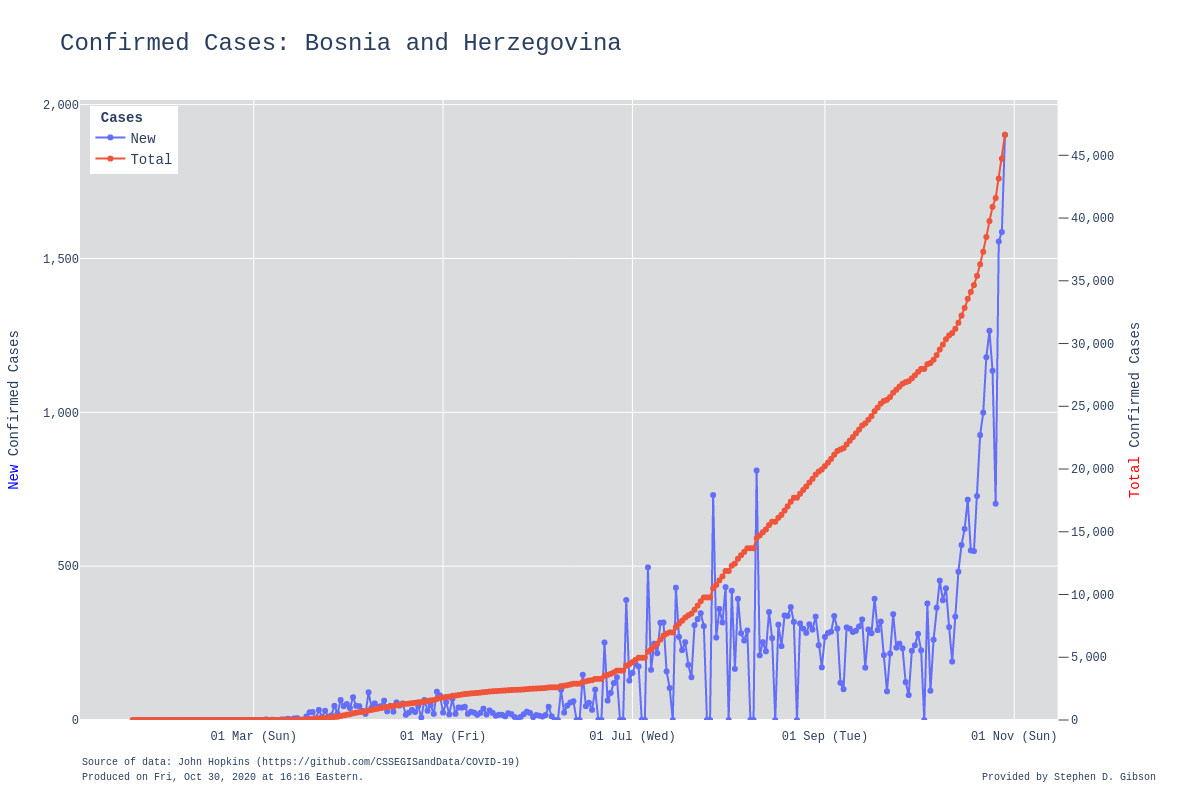 Confirmed Cases: Bosnia and Herzegovina
Cases
New
Total
2,000
1,500
1,000
500
0
New Confirmed Cases
45,000
40,000
35,000
30,000
25,000
20,000
15,000
10,000
5,000
0
Total Confirmed Cases
01 Mar (Sun)
01 May (Fri)
01 Jul (Wed)
01 Sep (Tue)
01 Nov (Sun)
Source of data: John Hopkins (https://github.com/CSSEGISandData/COVID-19)
Produced on Fri, Oct 30, 2020 at 16:16 Eastern.
Provided by Stephen D. Gibson